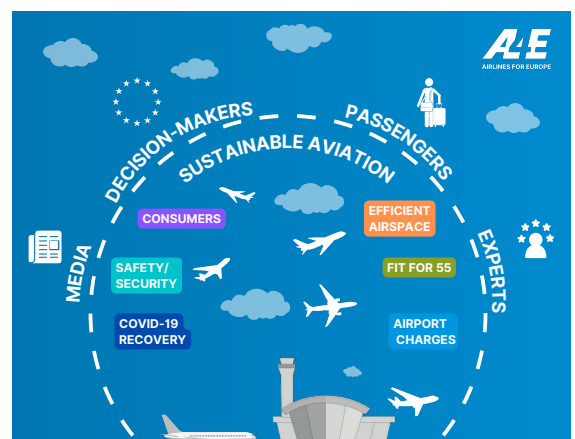 A4E
AIRLINES FOR EUROPE
DECISION-MAKERS
PASSENGERS
SUSTAINABLE AVIATION
MEDIA
EXPERTS
CONSUMERS
EFFICIENT
AIRSPACE
SAFETY/
SECURITY
FIT FOR 55
COVID-19
RECOVERY
AIRPORT
CHARGES